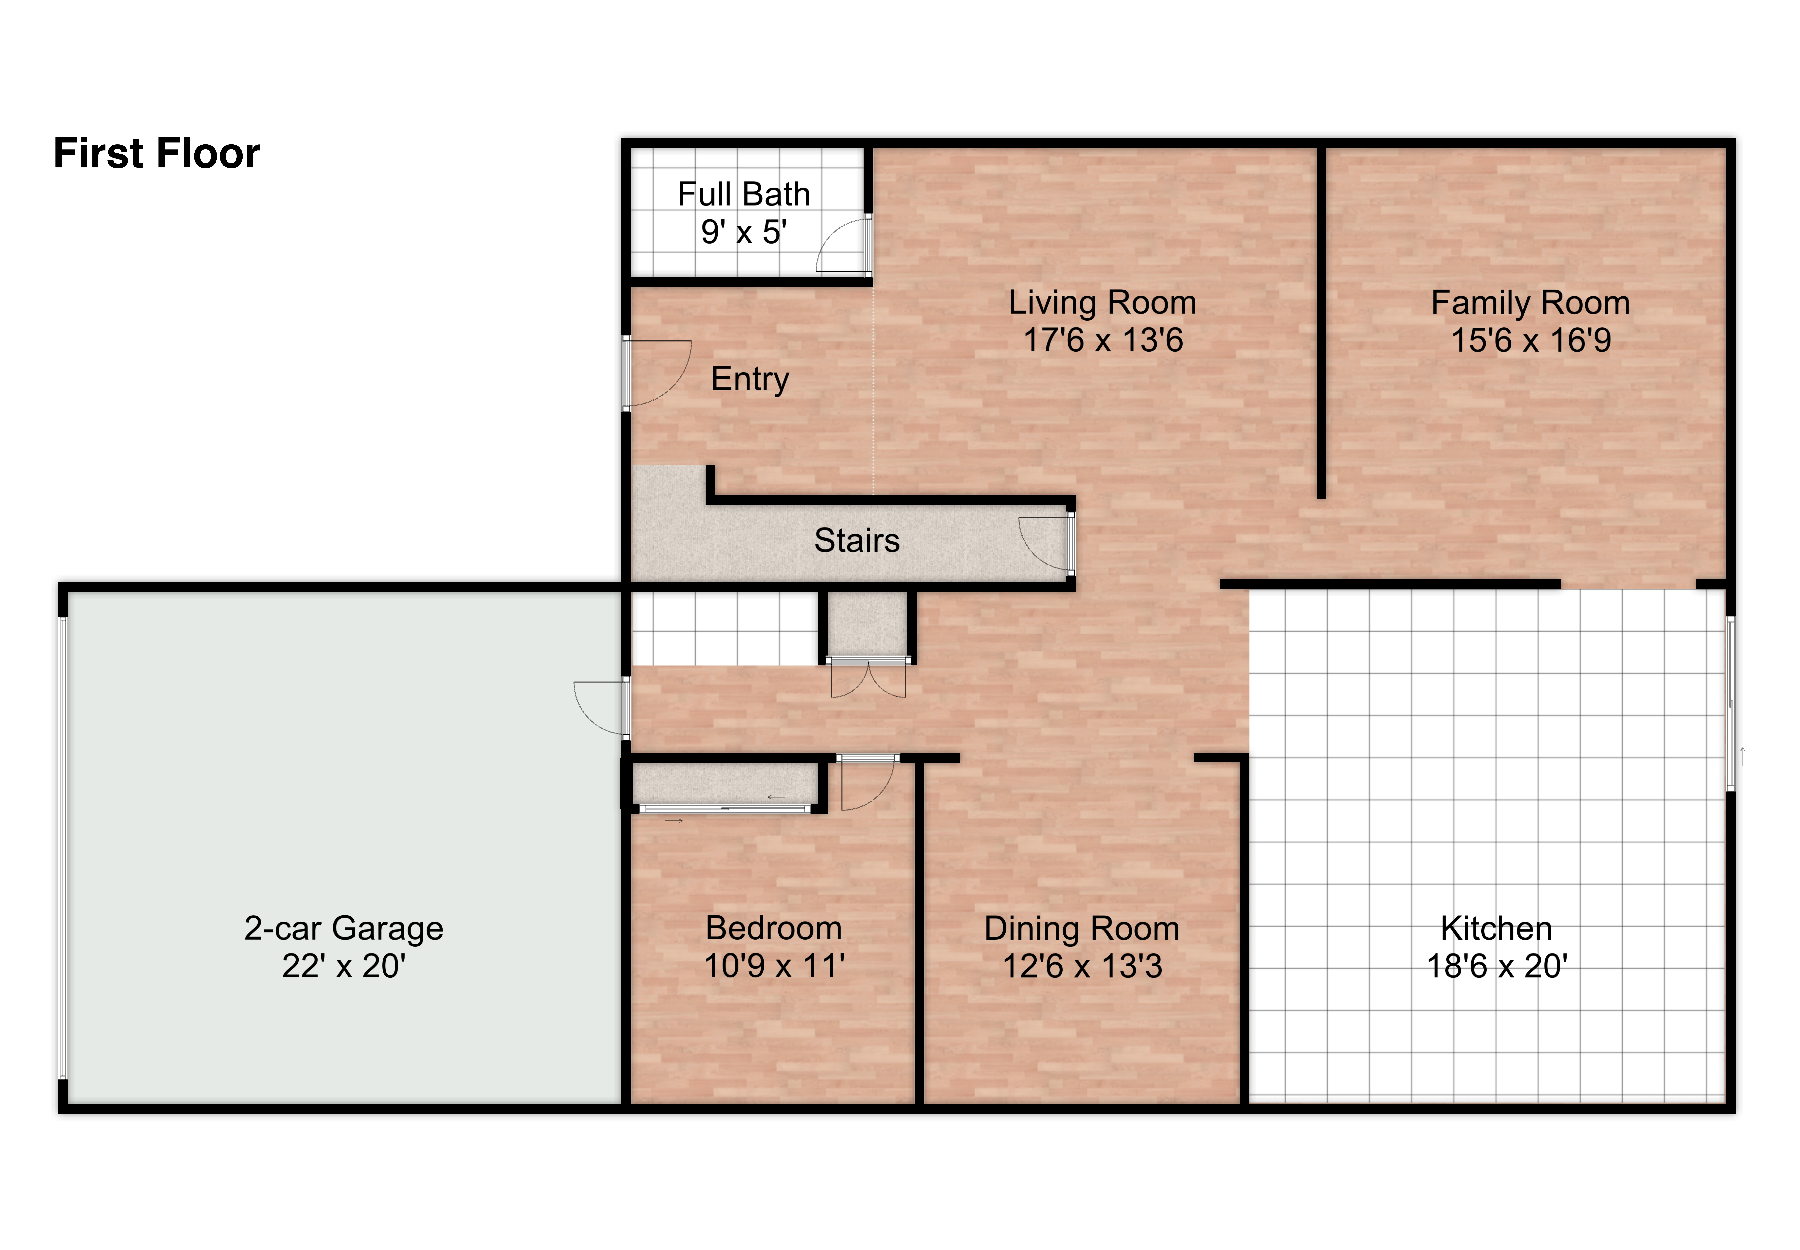 First Floor
Full Bath
9' x 5'
Living Room
17'6 x 13'6
Family Room
15'6 x 16'9
Entry
Stairs
2-car Garage
22' x 20'
Bedroom
10'9 x 11'
Dining Room
12'6 x 13'3
Kitchen
18'6 x 20'